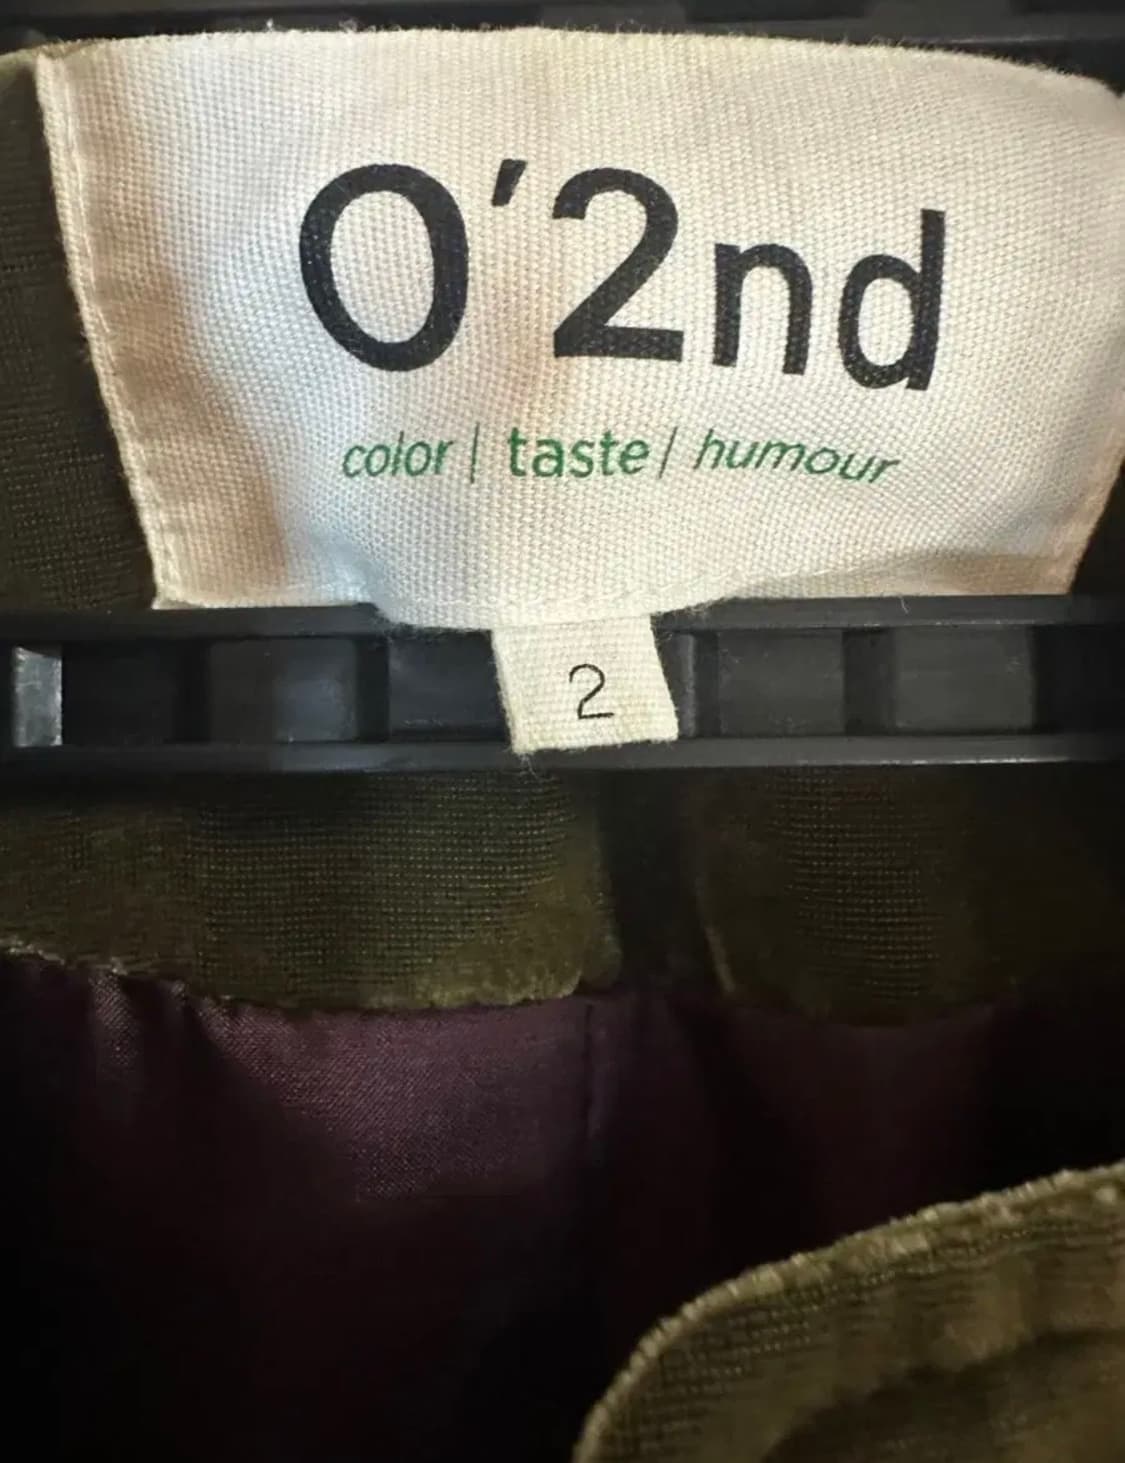 O'2nd
color | taste / humour
2